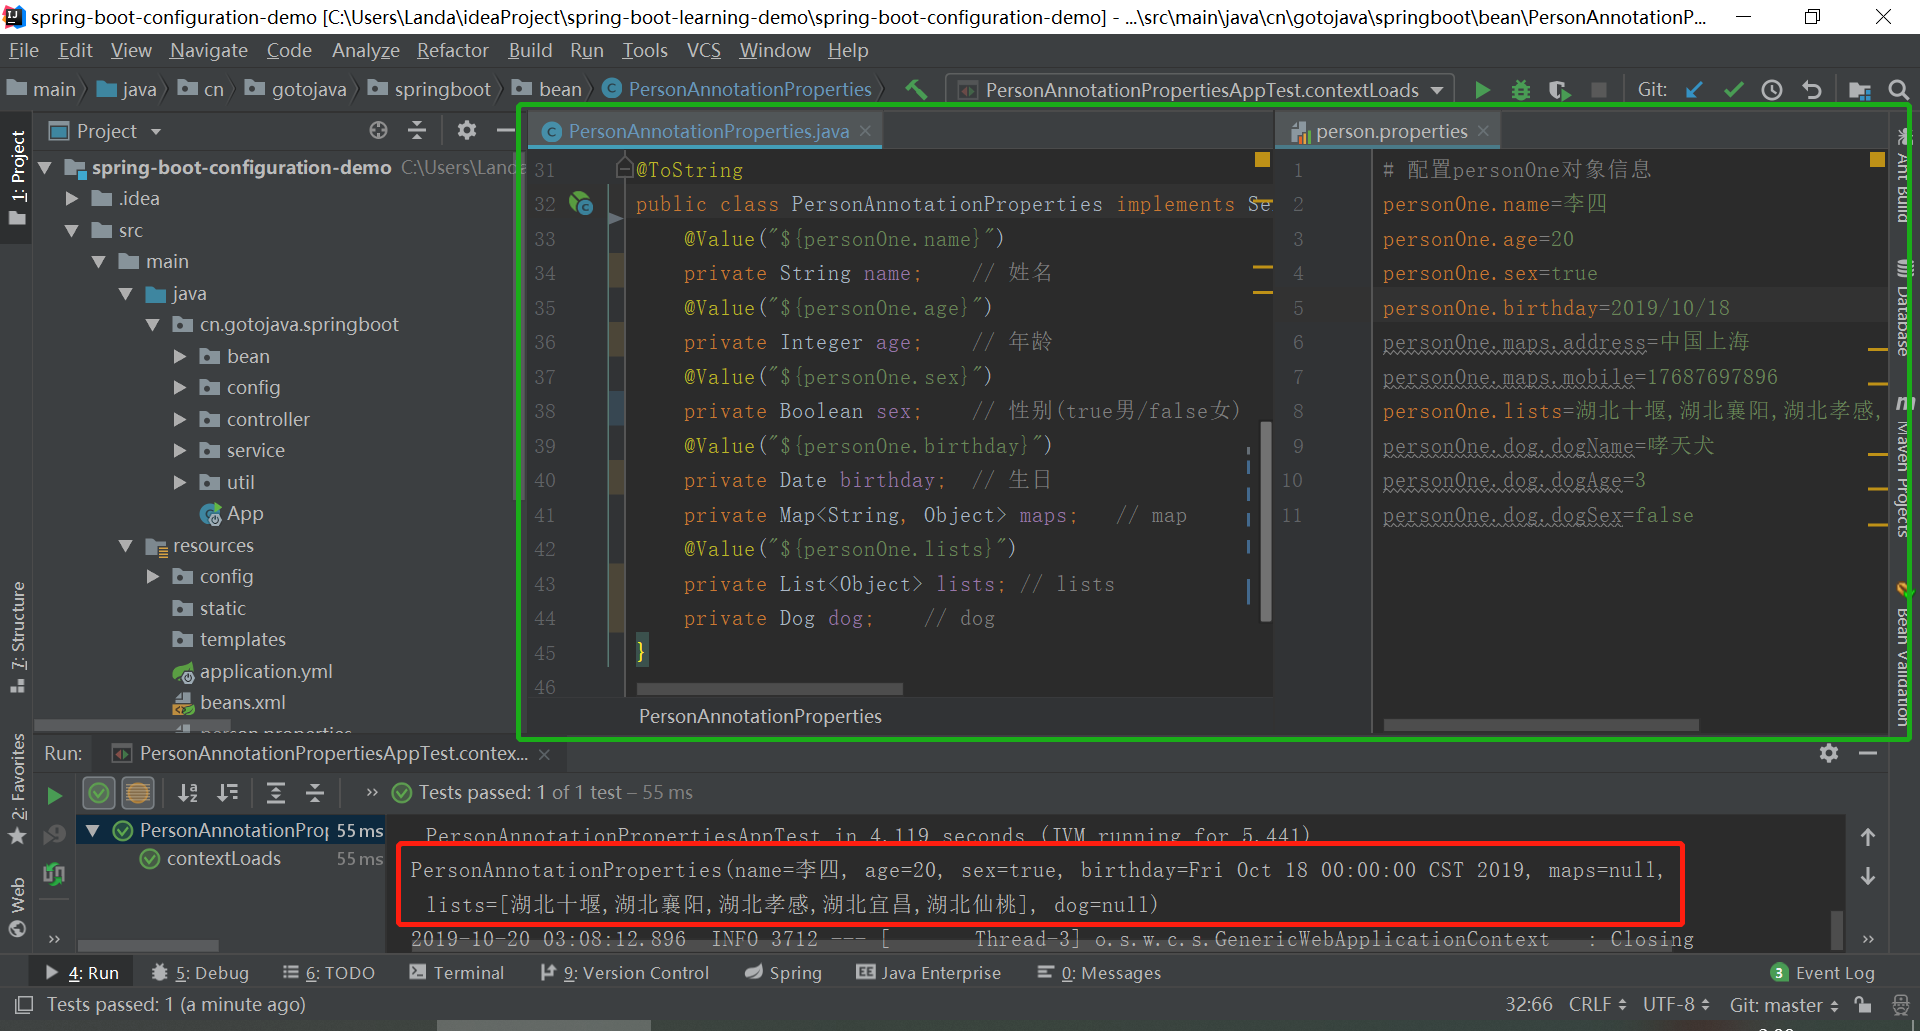 spring-boot-configuration-demo [C:\Users\Landa\ideaProject\spring-boot-learning-demo\spring-boot-configuration-demo] - ...\src\main\java\cn\gotojava\springboot\bean\PersonAnnotationP...
File Edit View Navigate Code Analyze Refactor Build Run Tools VCS Window Help
main java cn gotojava springboot bean PersonAnnotationProperties PersonAnnotationPropertiesAppTest.contextLoads Git:
1: Project
7: Structure
2: Favorites
Web
Project
spring-boot-configuration-demo C:\Users\Landa
.idea
src
main
java
cn.gotojava.springboot
bean
config
controller
service
util
App
resources
config
static
templates
application.yml
beans.xml
person.properties
PersonAnnotationProperties.java
31 @ToString
32 public class PersonAnnotationProperties implements Se
33 @Value("${personOne.name}")
34 private String name; // 姓名
35 @Value("${personOne.age}")
36 private Integer age; // 年龄
37 @Value("${personOne.sex}")
38 private Boolean sex; // 性别(true男/false女)
39 @Value("${personOne.birthday}")
40 private Date birthday; // 生日
41 private Map<String, Object> maps; // map
42 @Value("${personOne.lists}")
43 private List<Object> lists; // lists
44 private Dog dog; // dog
45 }
46
PersonAnnotationProperties
person.properties
1 # 配置personOne对象信息
2 personOne.name=李四
3 personOne.age=20
4 personOne.sex=true
5 personOne.birthday=2019/10/18
6 personOne.maps.address=中国上海
7 personOne.maps.mobile=17687697896
8 personOne.lists=湖北十堰,湖北襄阳,湖北孝感,
9 personOne.dog.dogName=哮天犬
10 personOne.dog.dogAge=3
11 personOne.dog.dogSex=false
Ant Build
Database
Maven Projects
Bean Validation
Run: PersonAnnotationPropertiesAppTest.contex...
Tests passed: 1 of 1 test – 55 ms
PersonAnnotationProp 55 ms
contextLoads 55 ms
PersonAnnotationPropertiesAppTest in 4.119 seconds (JVM running for 5.441)
PersonAnnotationProperties(name=李四, age=20, sex=true, birthday=Fri Oct 18 00:00:00 CST 2019, maps=null,
lists=[湖北十堰,湖北襄阳,湖北孝感,湖北宜昌,湖北仙桃], dog=null)
2019-10-20 03:08:12.896 INFO 3712 --- [ Thread-3] o.s.w.c.s.GenericWebApplicationContext : Closing
4: Run 5: Debug 6: TODO Terminal 9: Version Control Spring Java Enterprise 0: Messages 3 Event Log
Tests passed: 1 (a minute ago) 32:66 CRLF UTF-8 Git: master